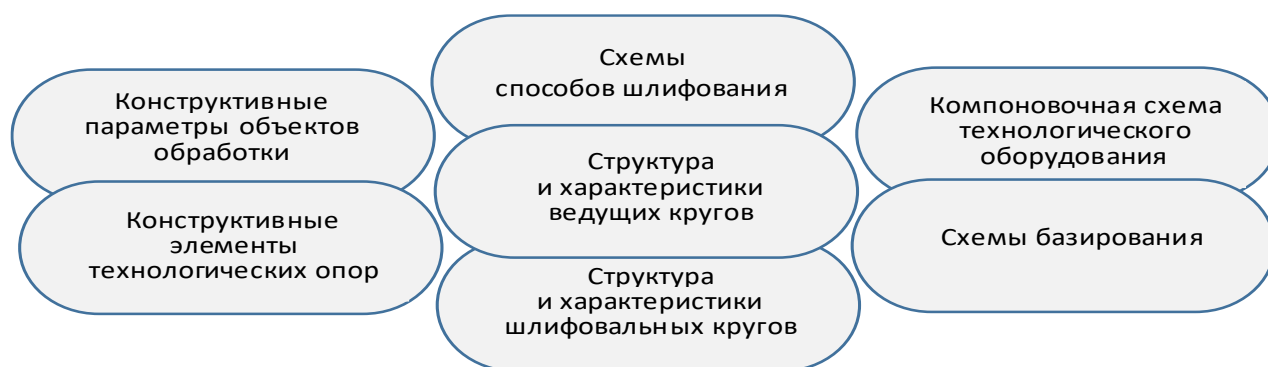 Конструктивные
параметры объектов
обработки
Конструктивные
элементы
технологических опор
Схемы
способов шлифования
Структура
и характеристики
ведущих кругов
Структура
и характеристики
шлифовальных кругов
Компоновочная схема
технологического
оборудования
Схемы базирования